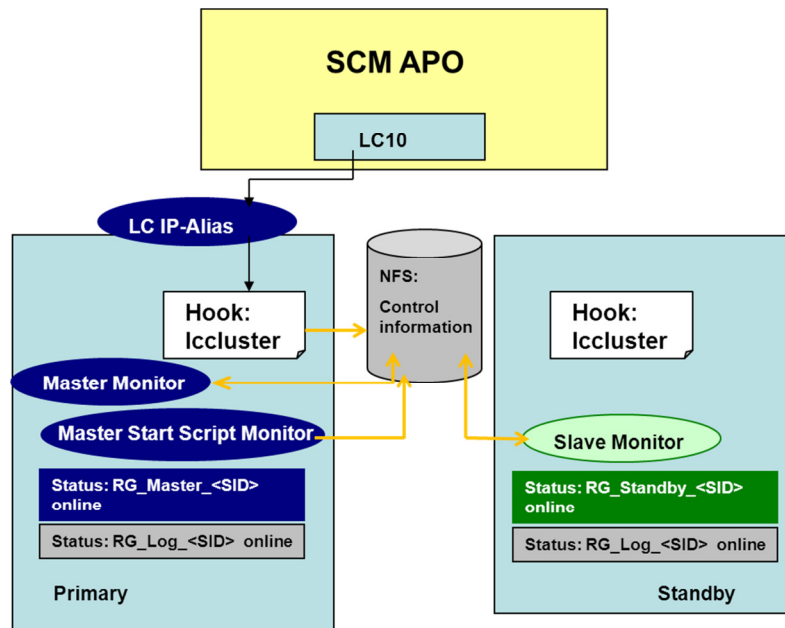 SCM APO
LC10
LC IP-Alias
NFS:
Control
information
Hook:
lccluster
Hook:
lccluster
Master Monitor
Master Start Script Monitor
Slave Monitor
Status: RG_Master_<SID>
online
Status: RG_Standby_<SID>
online
Status: RG_Log_<SID> online
Status: RG_Log_<SID> online
Primary
Standby